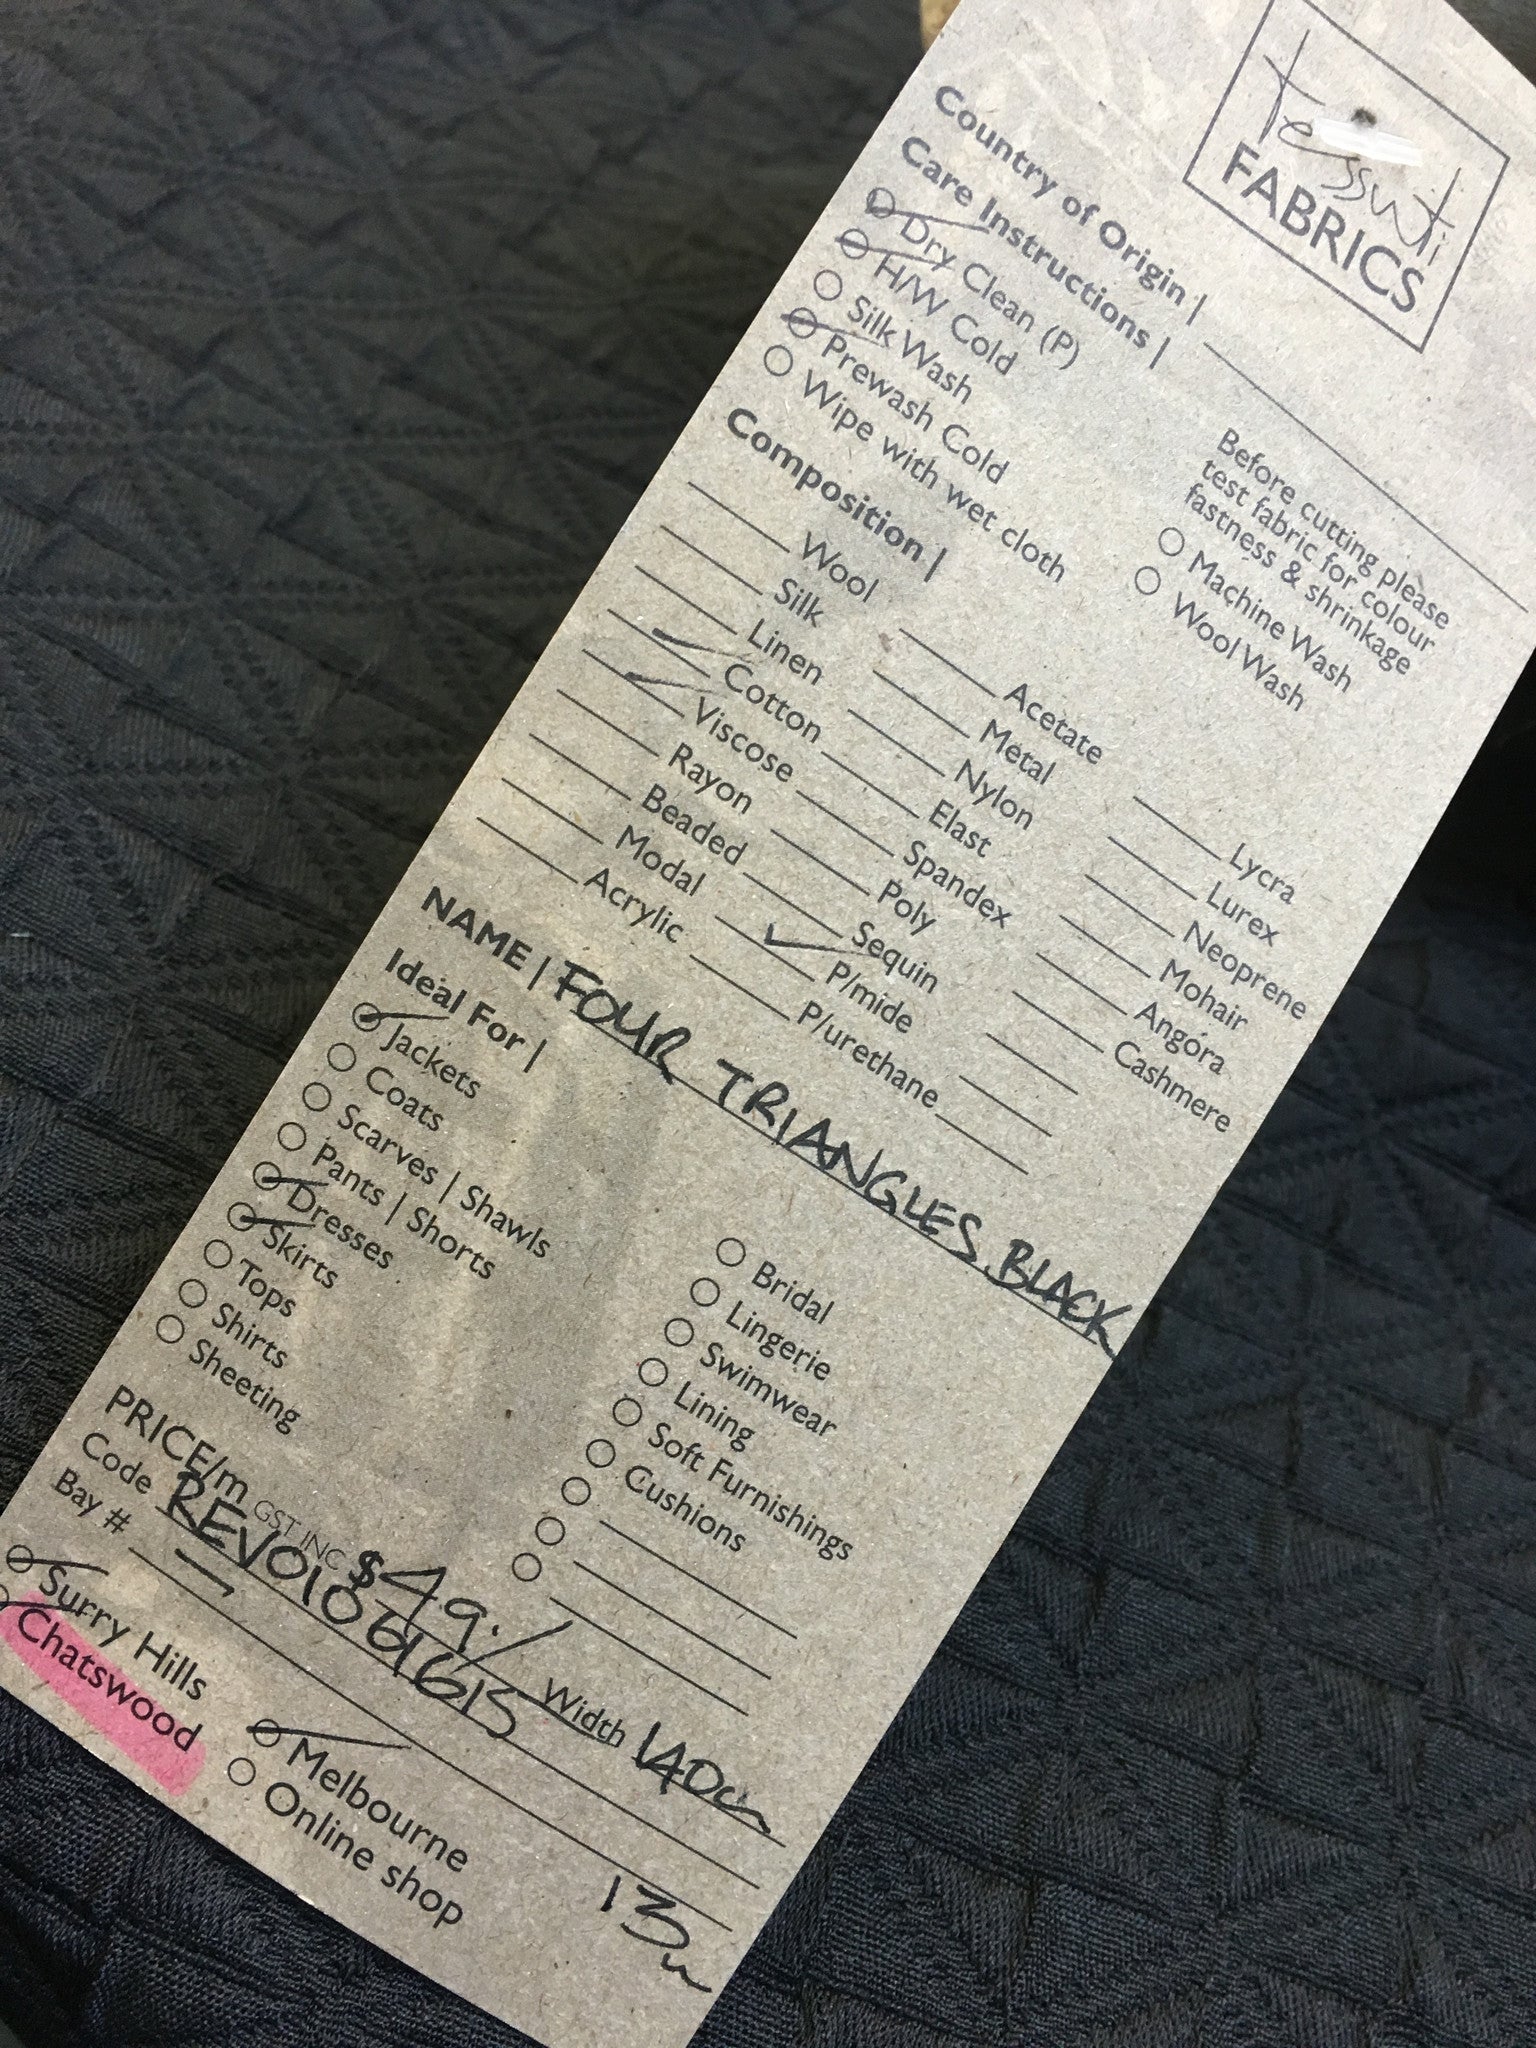 tessuti
FABRICS
Country of Origin |
Care Instructions |
Dry Clean (P)
H/W Cold
Silk Wash
Prewash Cold
Wipe with wet cloth
Before cutting please
test fabric for colour
fastness & shrinkage
Machine Wash
Wool Wash
Composition |
Wool
Silk
Linen
Cotton
Viscose
Rayon
Beaded
Modal
Acrylic
Acetate
Metal
Nylon
Elast
Spandex
Poly
Sequin
P/mide
P/urethane
Lycra
Lurex
Neoprene
Mohair
Angora
Cashmere
NAME | FOUR TRIANGLES. BLACK
Ideal For |
Jackets
Coats
Scarves | Shawls
Pants | Shorts
Dresses
Skirts
Tops
Shirts
Sheeting
Bridal
Lingerie
Swimwear
Lining
Soft Furnishings
Cushions
PRICE/m GST INC $49./ Width 140cm
Code REVO1061615
Bay #
Surry Hills
Chatswood
Melbourne
Online shop
13m